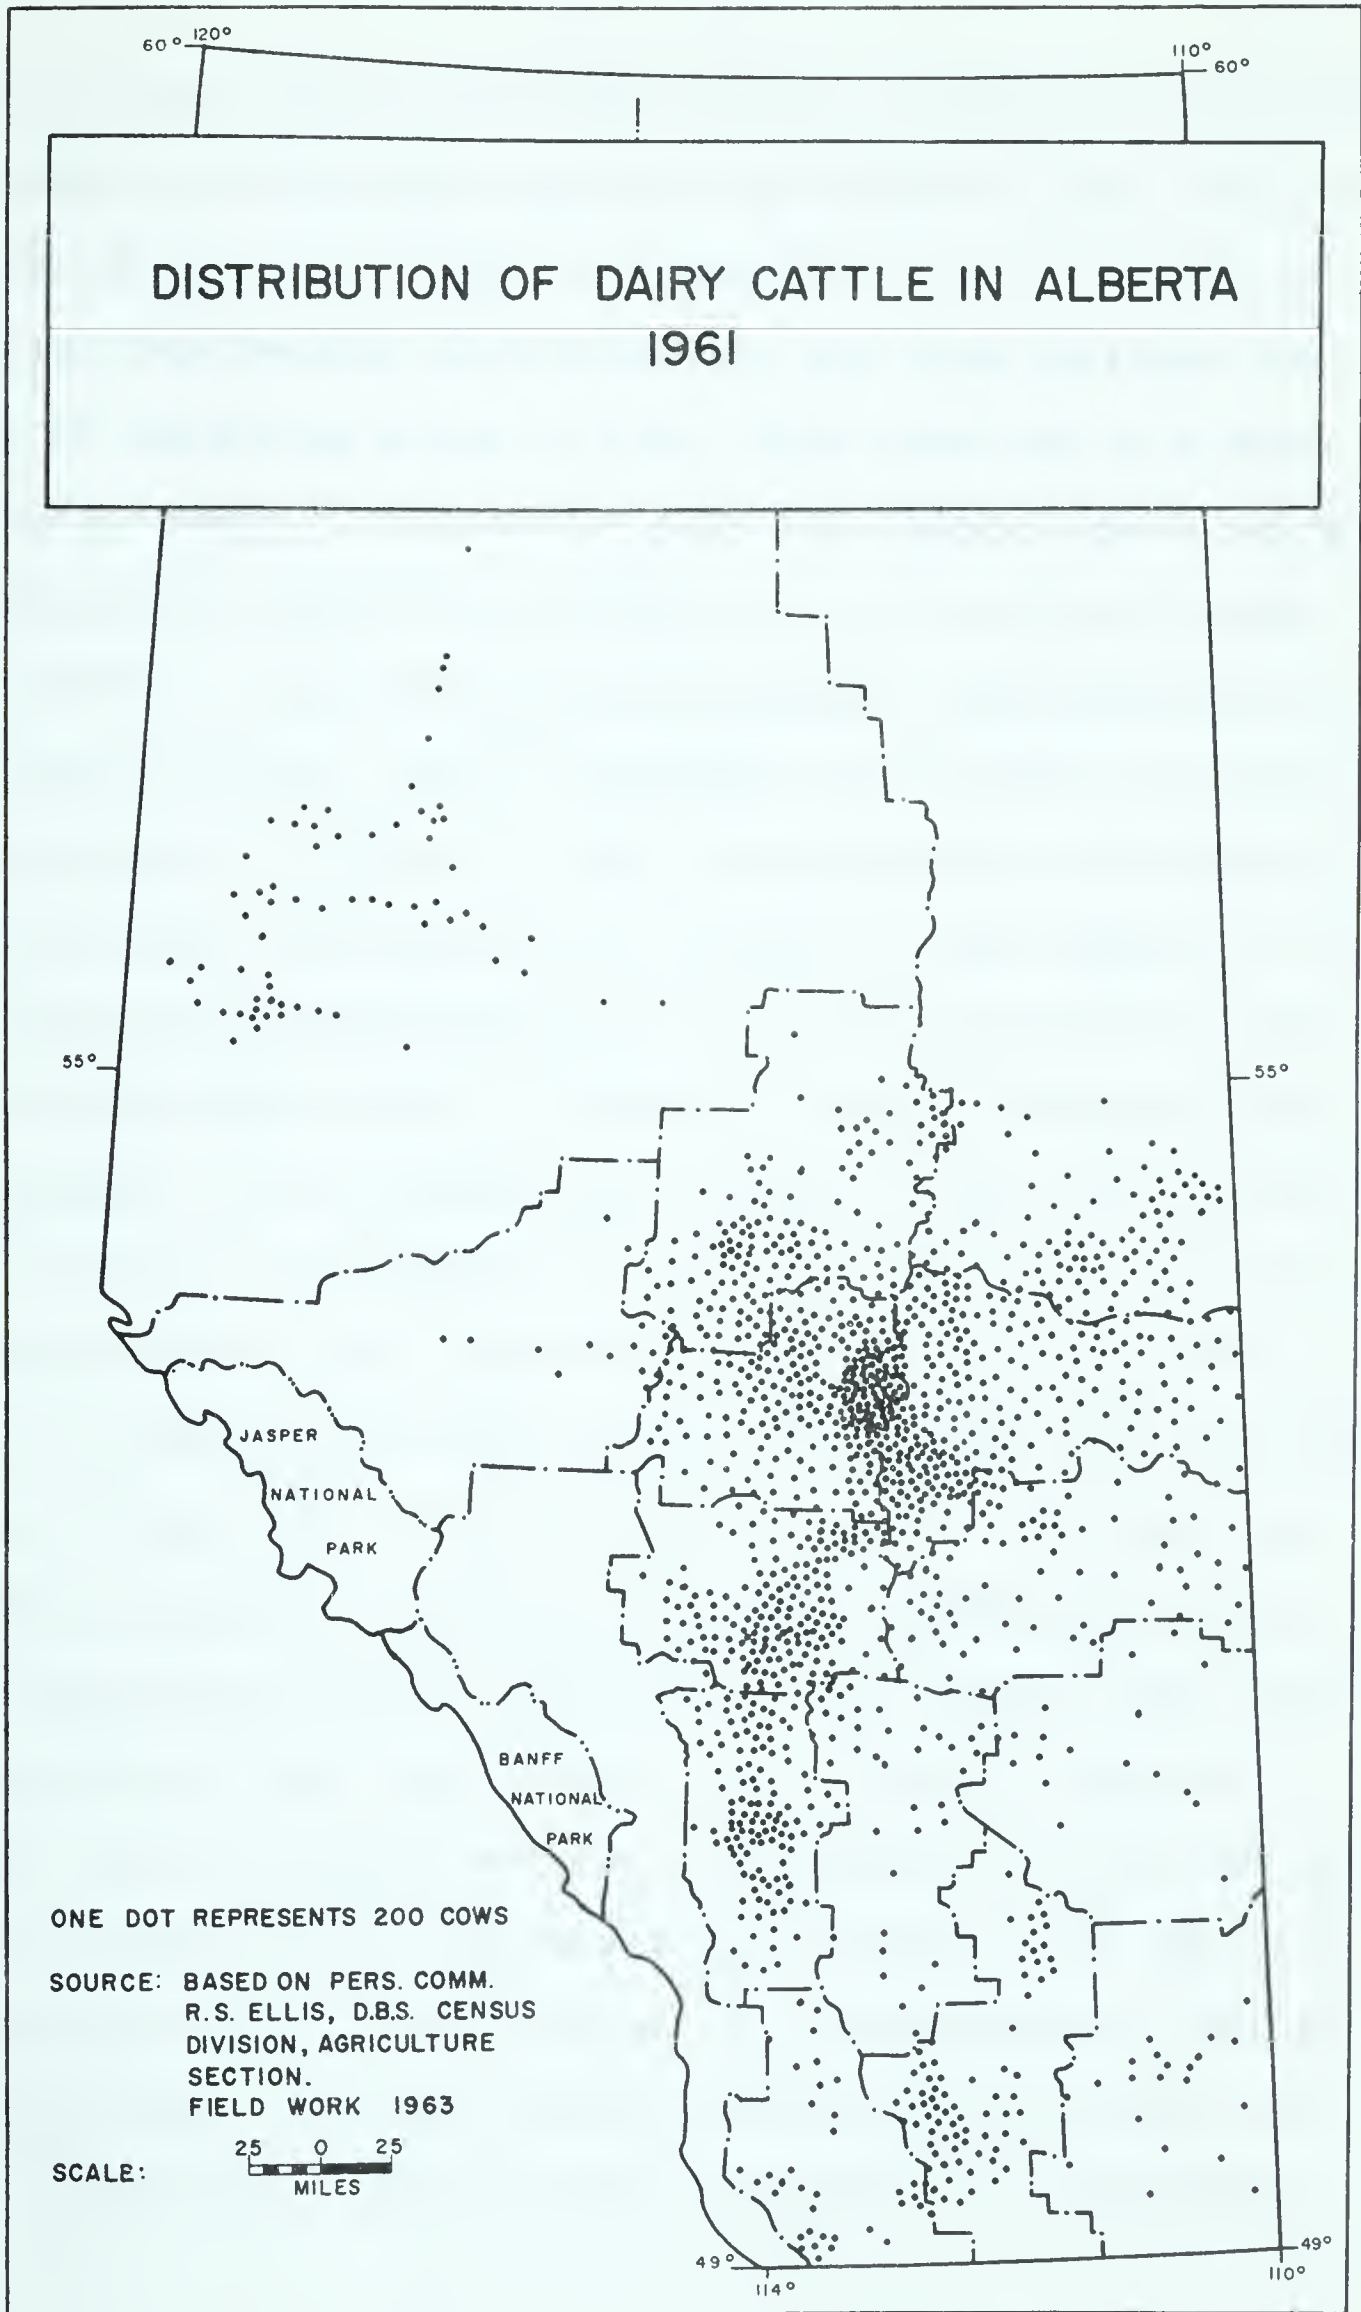 60° 120°
110° 60°
DISTRIBUTION OF DAIRY CATTLE IN ALBERTA
1961
55°
55°
JASPER
NATIONAL
PARK
BANFF
NATIONAL
PARK
ONE DOT REPRESENTS 200 COWS
SOURCE: BASED ON PERS. COMM.
R.S. ELLIS, D.B.S. CENSUS
DIVISION, AGRICULTURE
SECTION.
FIELD WORK 1963
25 0 25
SCALE:
MILES
49°
49°
114°
110°